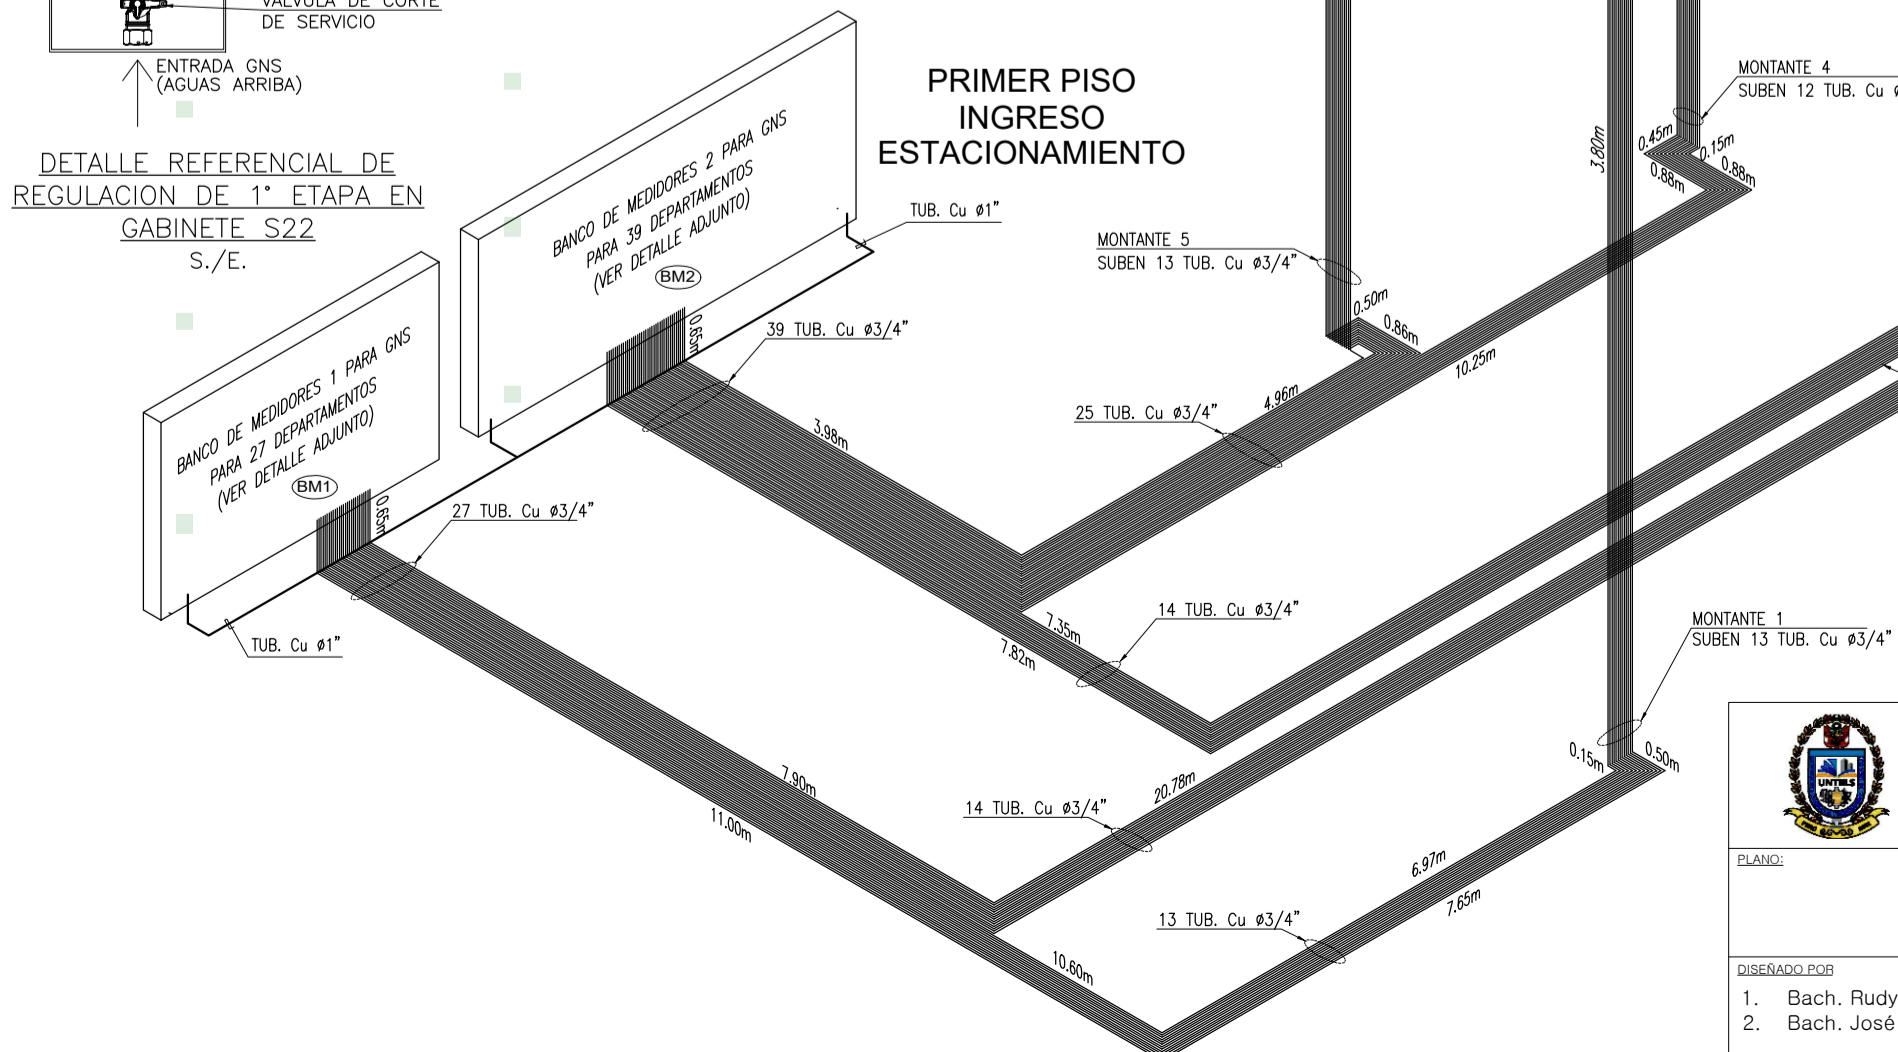 VALVULA DE CORTE
DE SERVICIO
ENTRADA GNS
(AGUAS ARRIBA)
DETALLE REFERENCIAL DE
REGULACION DE 1° ETAPA EN
GABINETE S22
S./E.
PRIMER PISO
INGRESO
ESTACIONAMIENTO
BANCO DE MEDIDORES 2 PARA GNS
PARA 39 DEPARTAMENTOS
(VER DETALLE ADJUNTO)
BM2
TUB. Cu ø1"
0.65m
39 TUB. Cu ø3/4"
BANCO DE MEDIDORES 1 PARA GNS
PARA 27 DEPARTAMENTOS
(VER DETALLE ADJUNTO)
BM1
0.65m
27 TUB. Cu ø3/4"
TUB. Cu ø1"
MONTANTE 4
SUBEN 12 TUB. Cu ø
3.80m
0.45m
0.15m
0.88m
0.88m
MONTANTE 5
SUBEN 13 TUB. Cu ø3/4"
0.50m
0.86m
10.25m
4.96m
25 TUB. Cu ø3/4"
3.98m
7.35m
7.82m
14 TUB. Cu ø3/4"
MONTANTE 1
SUBEN 13 TUB. Cu ø3/4"
0.15m
0.50m
7.90m
11.00m
14 TUB. Cu ø3/4"
20.78m
6.97m
7.65m
13 TUB. Cu ø3/4"
10.60m
UNTELS
PLANO:
DISEÑADO POR
1. Bach. Rudy
2. Bach. José